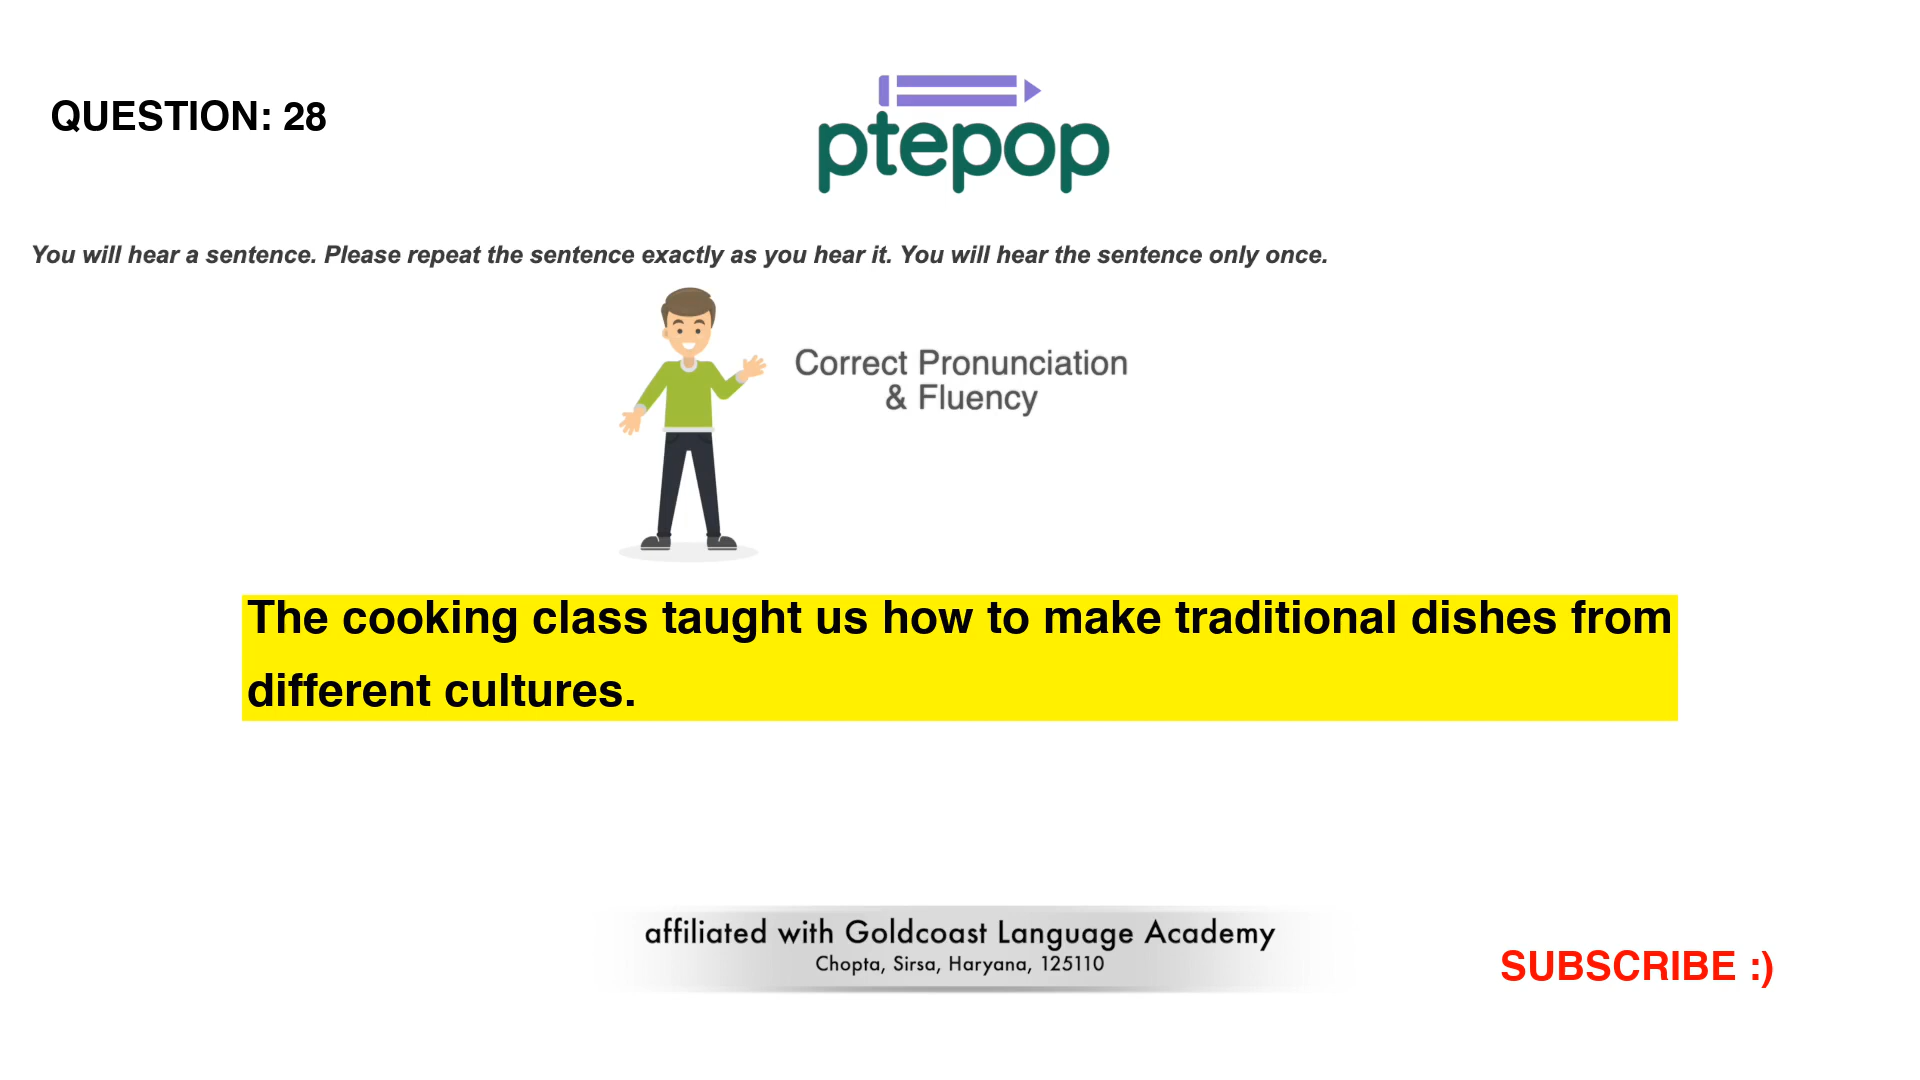 QUESTION: 28
ptepop
You will hear a sentence. Please repeat the sentence exactly as you hear it. You will hear the sentence only once.
Correct Pronunciation
& Fluency
The cooking class taught us how to make traditional dishes from
different cultures.
affiliated with Goldcoast Language Academy
Chopta, Sirsa, Haryana, 125110
SUBSCRIBE :)